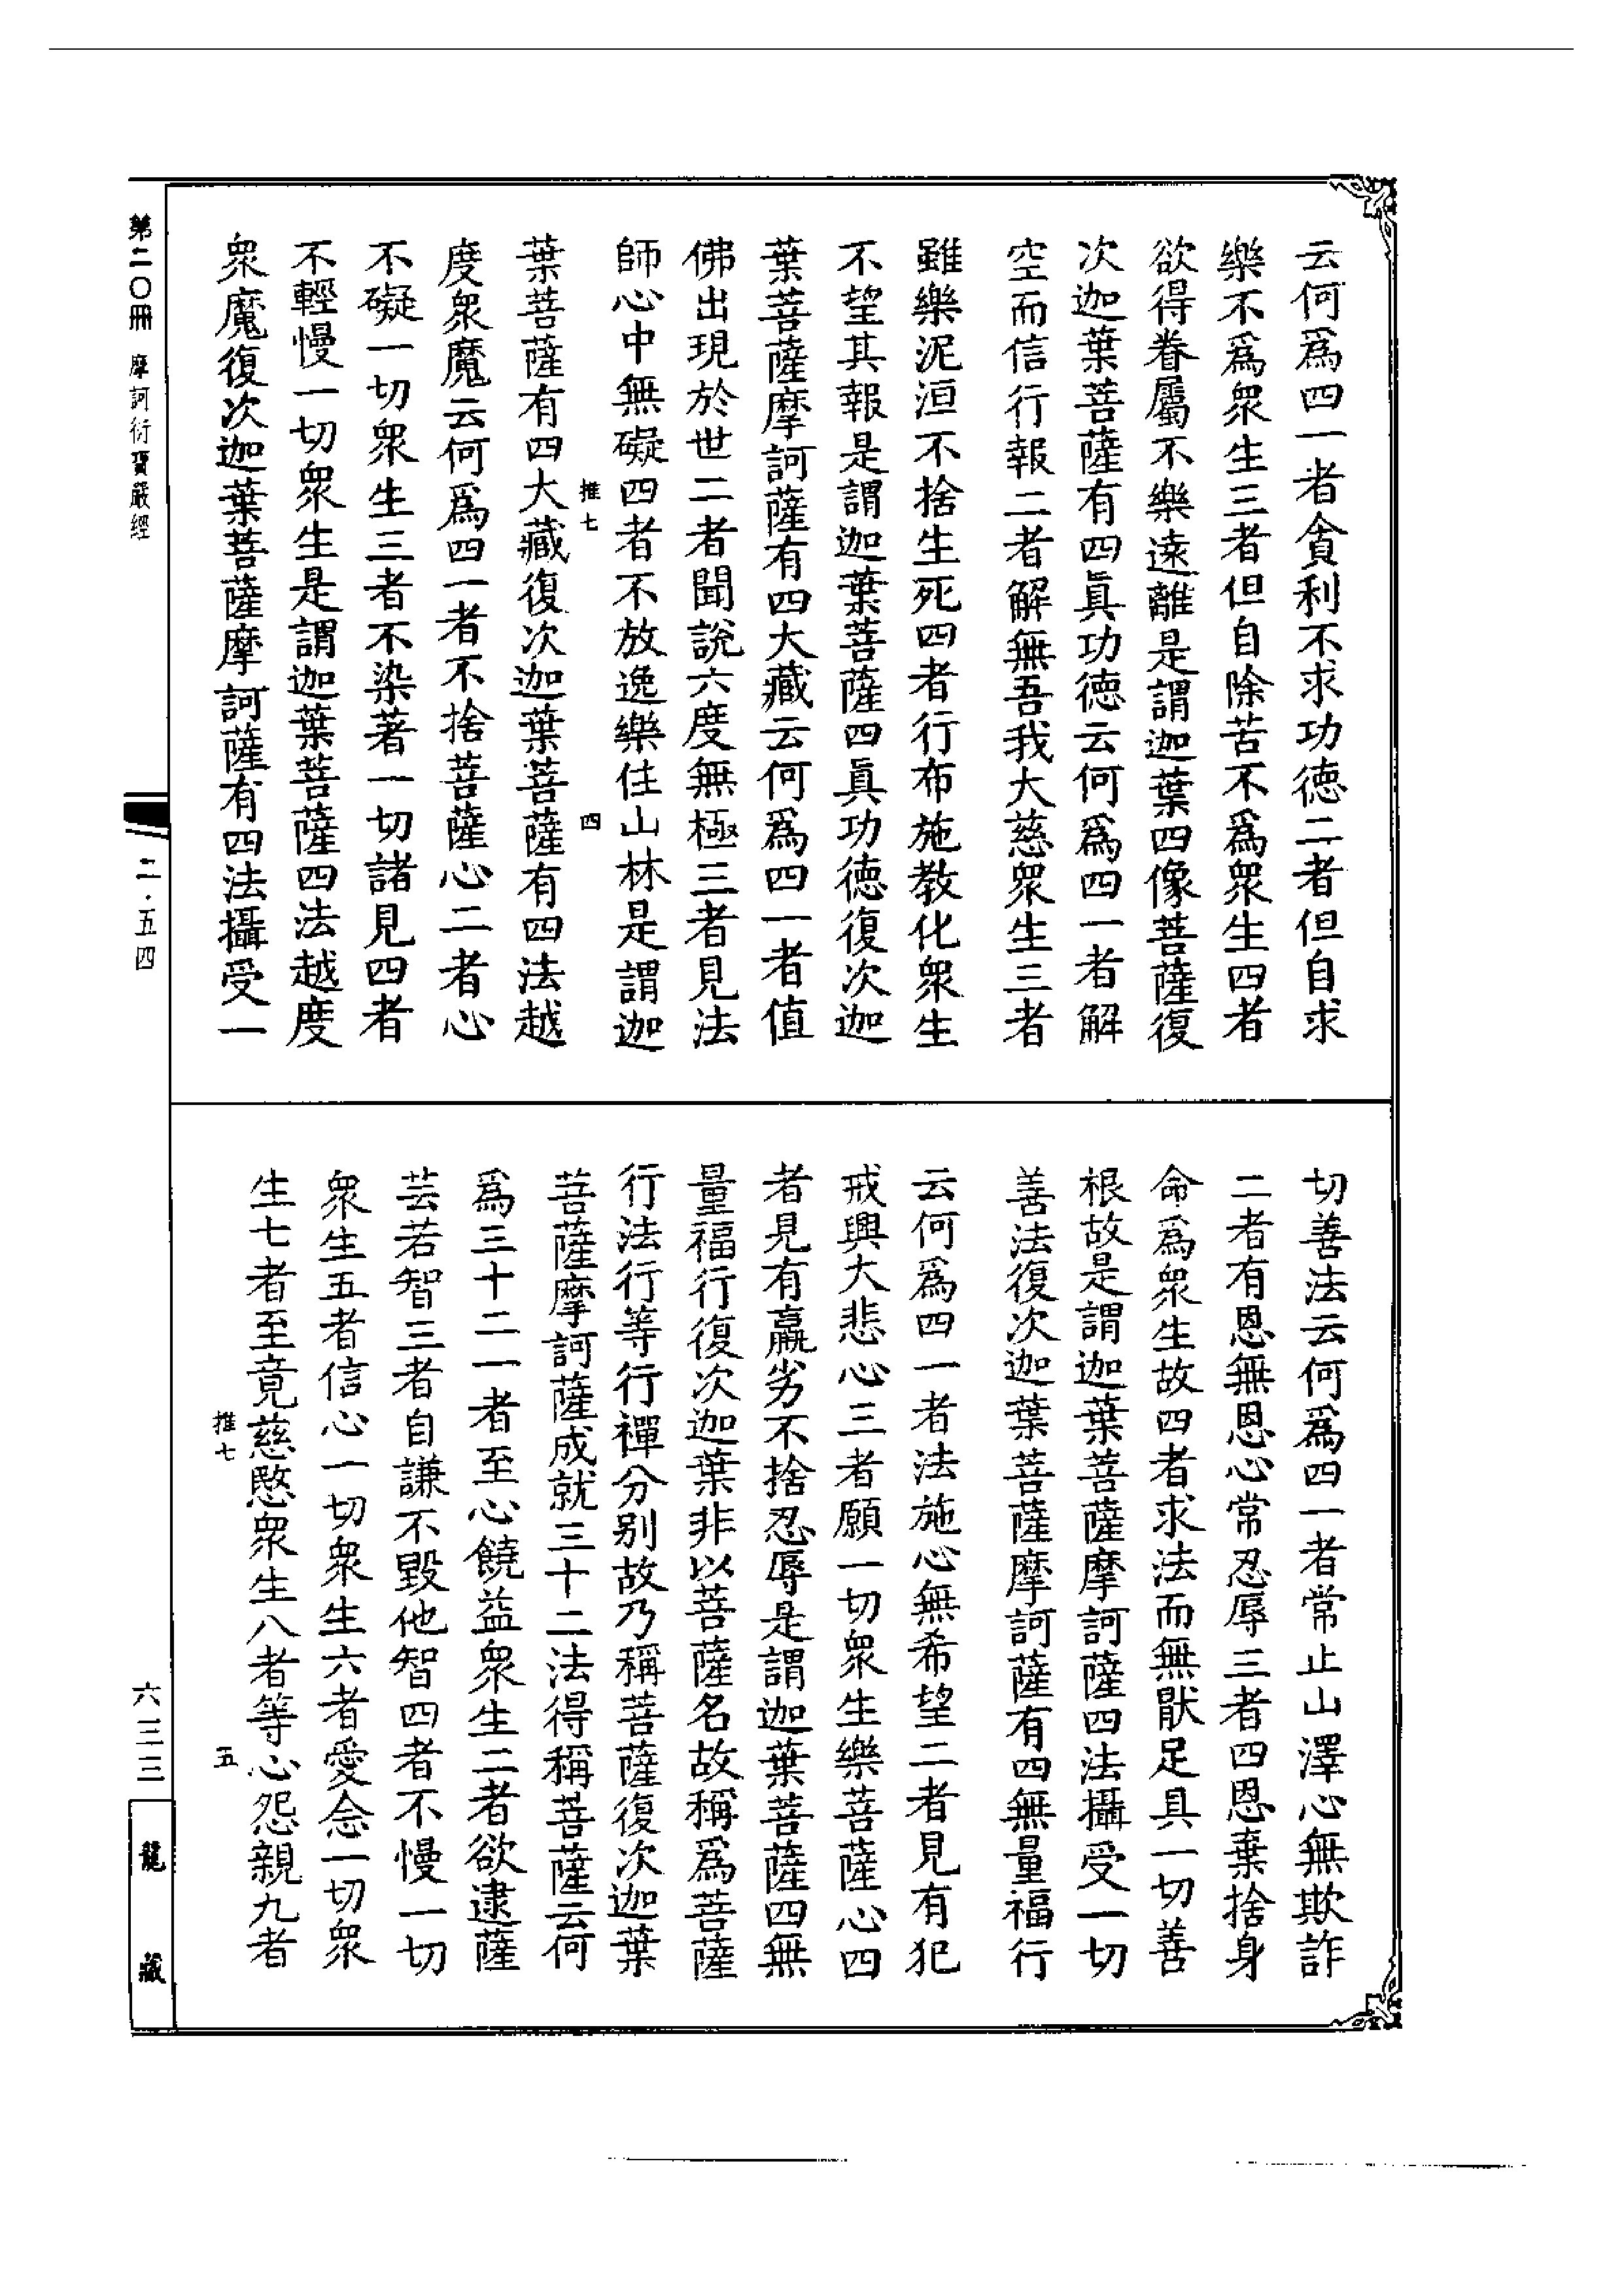 云何爲四一者貪利不求功德二者但自求
樂不爲衆生三者但自除苦不爲衆生四者
欲得眷屬不樂遠離是謂迦葉四像菩薩復
次迦葉菩薩有四眞功德云何爲四一者解
空而信行報二者解無吾我大慈衆生三者
雖樂泥洹不捨生死四者行布施教化衆生
不望其報是謂迦葉菩薩四眞功德復次迦
葉菩薩摩訶薩有四大藏云何爲四一者值
佛出現於世二者聞說六度無極三者見法
師心中無礙四者不放逸樂住山林是謂迦
推七 四
葉菩薩有四大藏復次迦葉菩薩有四法越
度衆魔云何爲四一者不捨菩薩心二者心
不礙一切衆生三者不染著一切諸見四者
不輕慢一切衆生是謂迦葉菩薩四法越度
衆魔復次迦葉菩薩摩訶薩有四法攝受一
切善法云何爲四一者常止山澤心無欺詐
二者有恩無恩心常忍辱三者四恩棄捨身
命爲衆生故四者求法而無猒足具一切善
根故是謂迦葉菩薩摩訶薩四法攝受一切
善法復次迦葉菩薩摩訶薩有四無量福行
云何爲四一者法施心無希望二者見有犯
戒興大悲心三者願一切衆生樂菩薩心四
者見有羸劣不捨忍辱是謂迦葉菩薩四無
量福行復次迦葉非以菩薩名故稱爲菩薩
行法行等行禪分別故乃稱菩薩復次迦葉
菩薩摩訶薩成就三十二法得稱菩薩云何
爲三十二一者至心饒益衆生二者欲逮薩
芸若智三者自謙不毀他智四者不慢一切
衆生五者信心一切衆生六者愛念一切衆
生七者至竟慈愍衆生八者等心怨親九者
推七 五
第二〇冊 摩訶衍寶嚴經
二·五四
六三三
龍藏